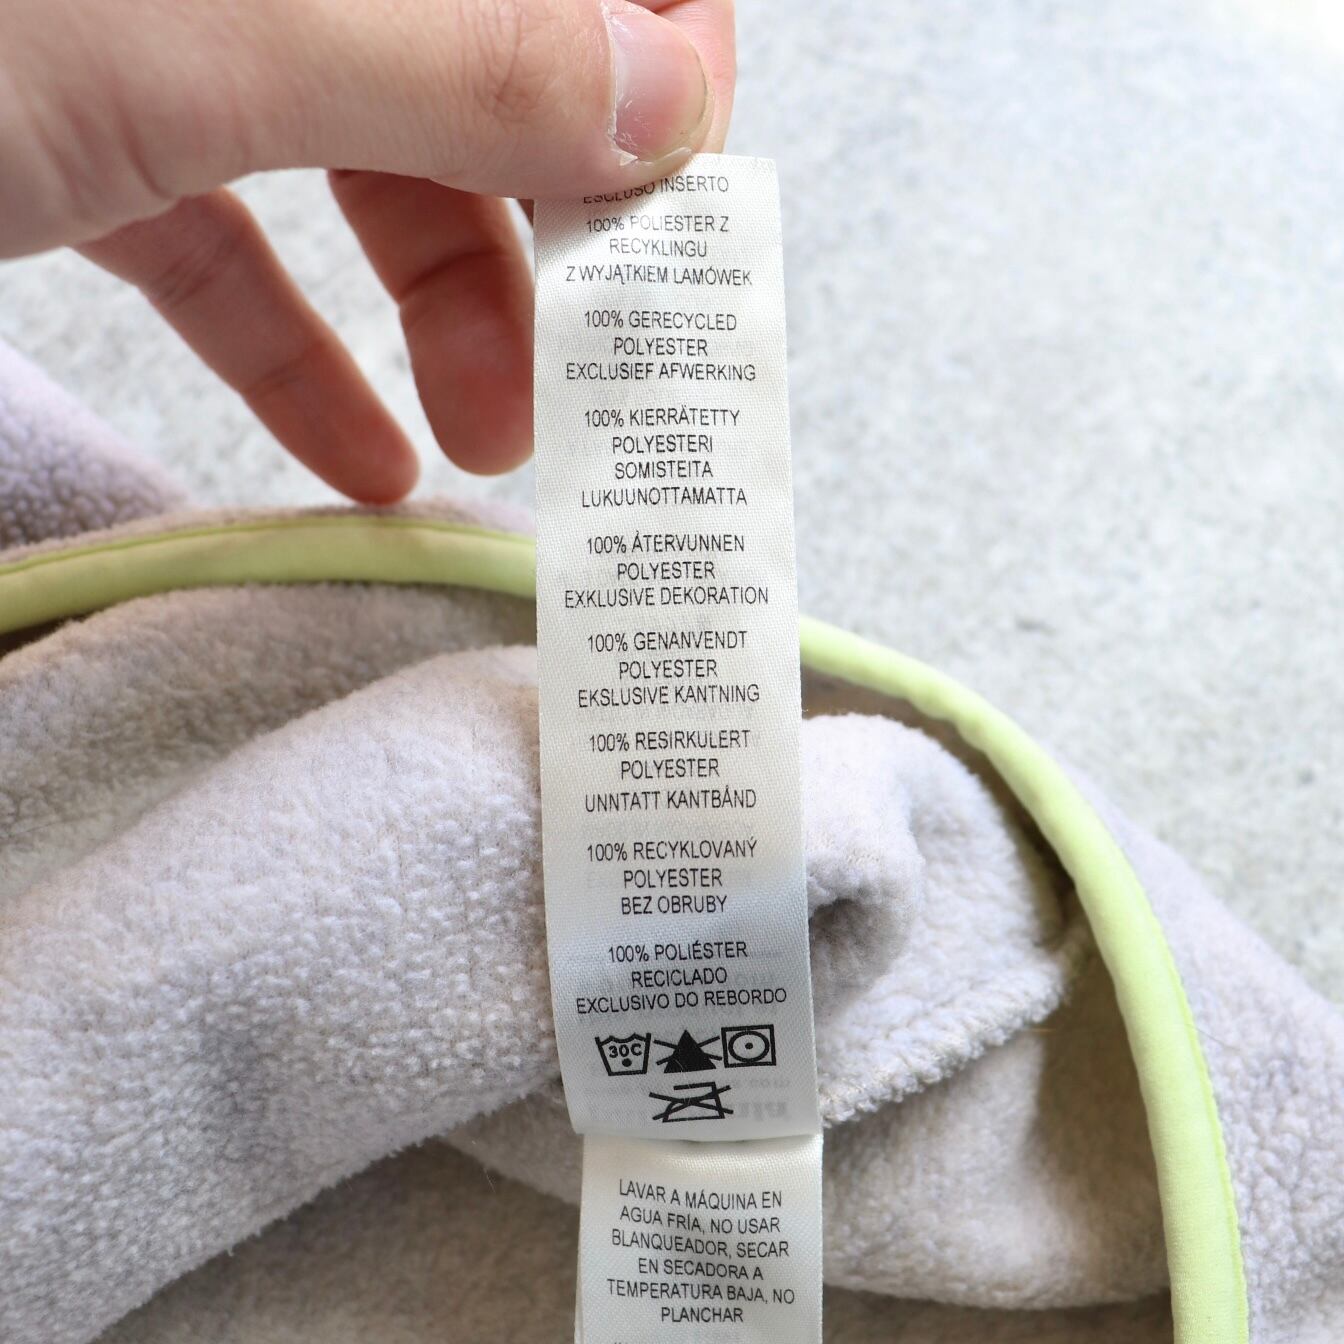 ESCLUSO INSERTO
100% POLIESTER Z
RECYKLINGU
Z WYJĄTKIEM LAMÓWEK
100% GERECYCLED
POLYESTER
EXCLUSIEF AFWERKING
100% KIERRÄTETTY
POLYESTERI
SOMISTEITA
LUKUUNOTTAMATTA
100% ÅTERVUNNEN
POLYESTER
EXKLUSIVE DEKORATION
100% GENANVENDT
POLYESTER
EKSLUSIVE KANTNING
100% RESIRKULERT
POLYESTER
UNNTATT KANTBÅND
100% RECYKLOVANÝ
POLYESTER
BEZ OBRUBY
100% POLIÉSTER
RECICLADO
EXCLUSIVO DO REBORDO
30C
LAVAR A MÁQUINA EN
AGUA FRÍA, NO USAR
BLANQUEADOR, SECAR
EN SECADORA A
TEMPERATURA BAJA, NO
PLANCHAR